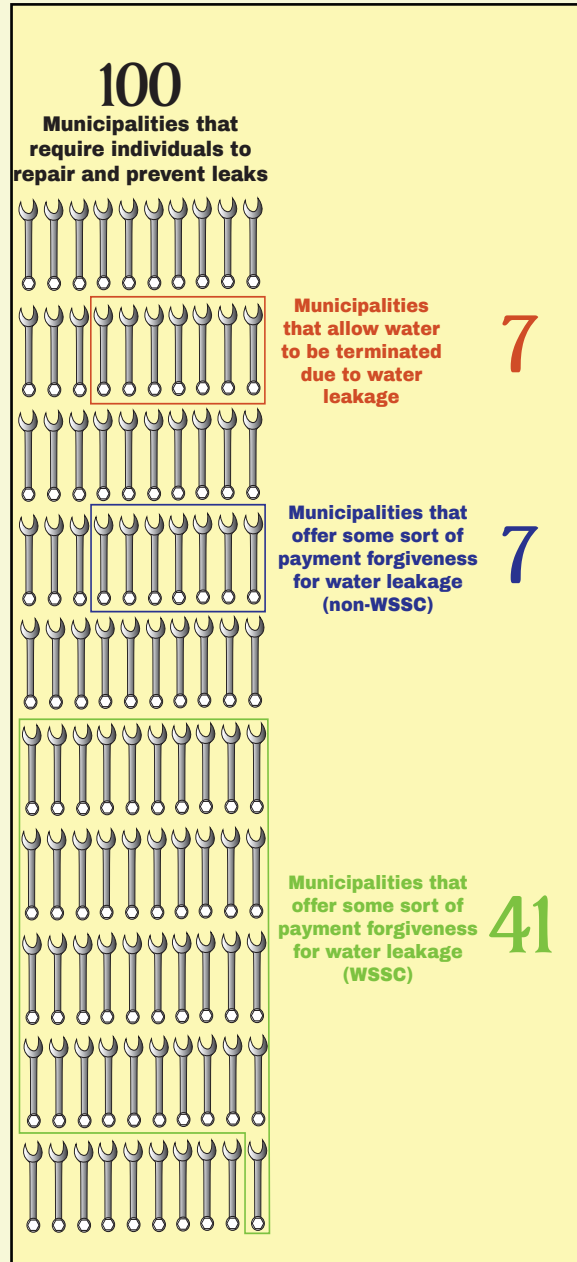 100
Municipalities that
require individuals to
repair and prevent leaks
Municipalities
that allow water
to be terminated
due to water
leakage
7
Municipalities that
offer some sort of
payment forgiveness
for water leakage
(non-WSSC)
7
Municipalities that
offer some sort of
payment forgiveness
for water leakage
(WSSC)
41